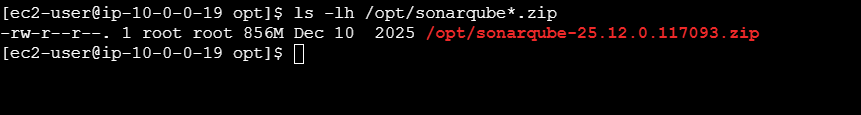 [ec2-user@ip-10-0-0-19 opt]$ ls -lh /opt/sonarqube*.zip
-rw-r--r--. 1 root root 856M Dec 10  2025 /opt/sonarqube-25.12.0.117093.zip
[ec2-user@ip-10-0-0-19 opt]$